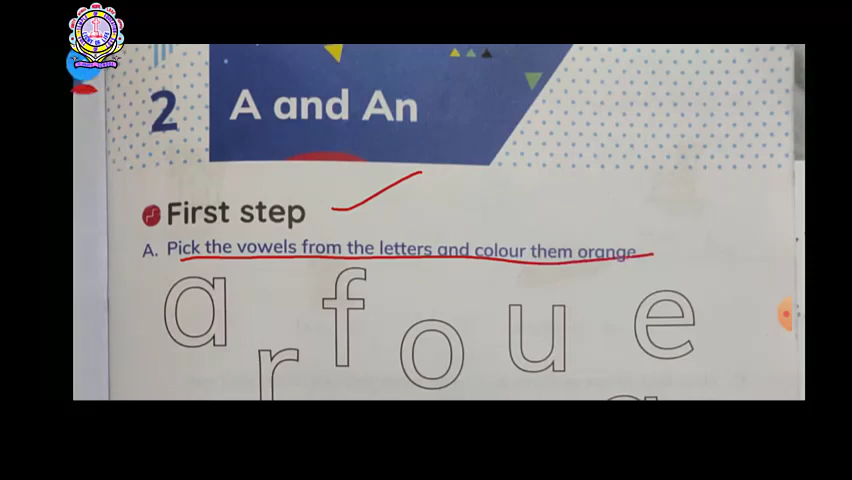 2
A and An
First step
A. Pick the vowels from the letters and colour them orange
a f o u e
r